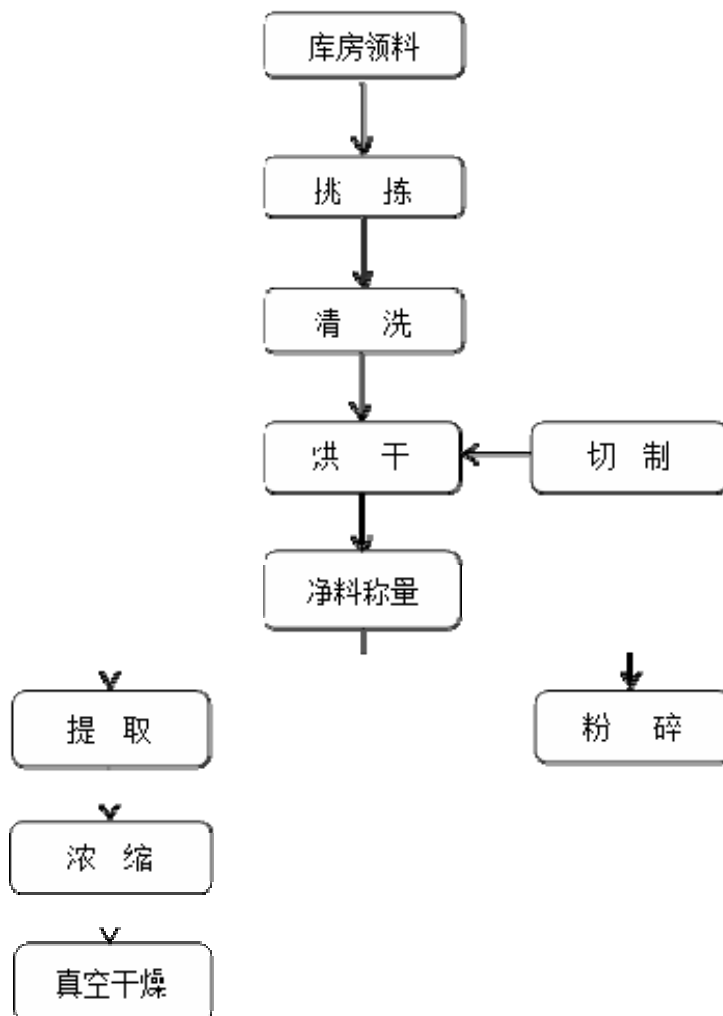 库房领料
挑 拣
清 洗
烘 干
切 制
净料称量
提 取
粉 碎
浓 缩
真空干燥